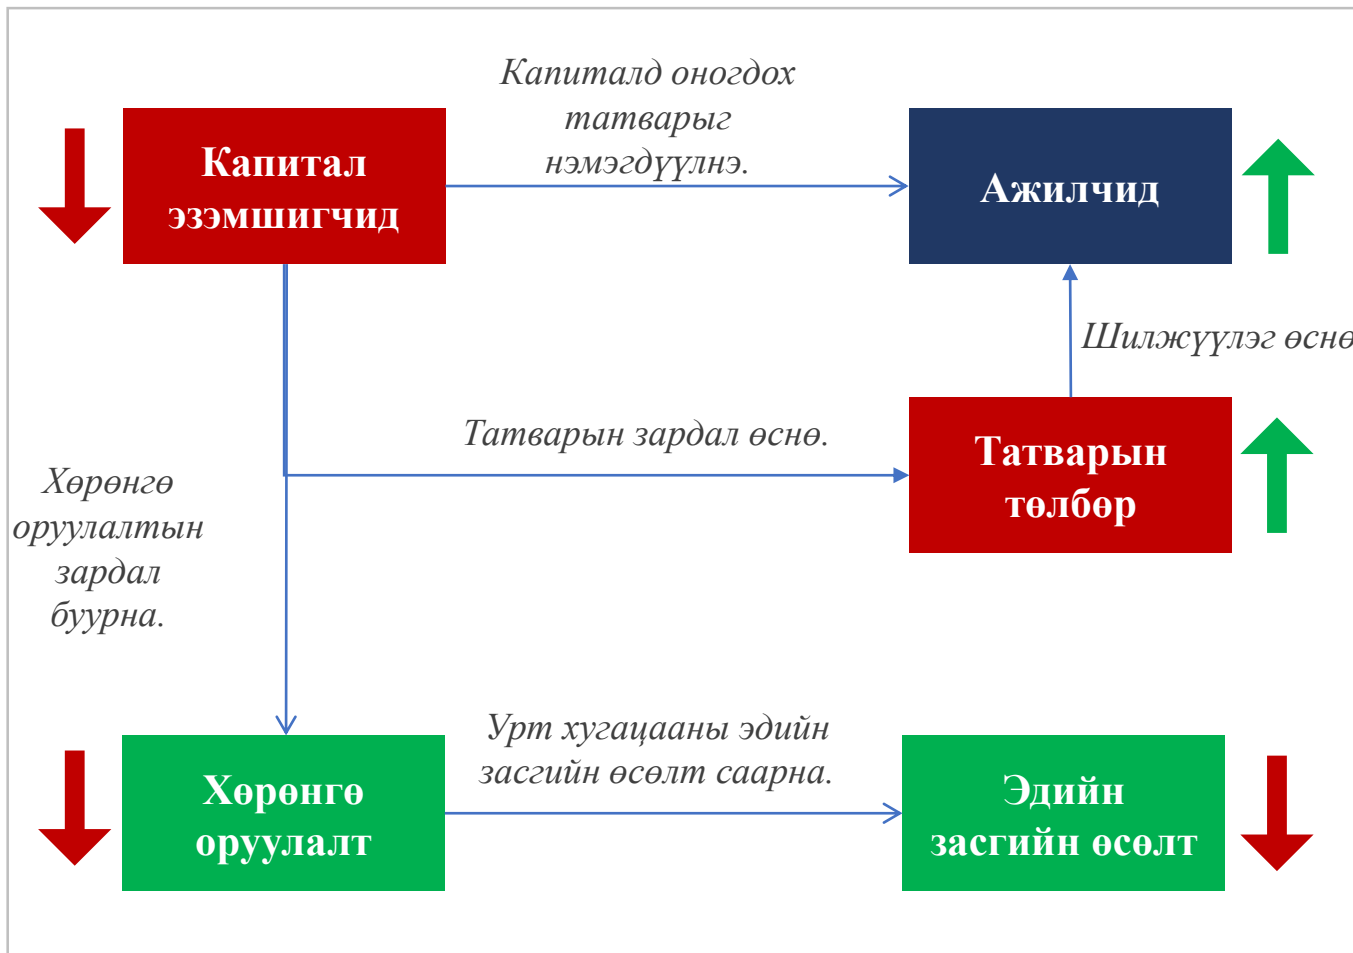 Капиталд оногдох
татварыг
нэмэгдүүлнэ.
Капитал
эзэмшигчид
Ажилчид
Шилжүүлэг өснө
Татварын зардал өснө.
Татварын
төлбөр
Хөрөнгө
оруулалтын
зардал
буурна.
Урт хугацааны эдийн
засгийн өсөлт саарна.
Хөрөнгө
оруулалт
Эдийн
засгийн өсөлт